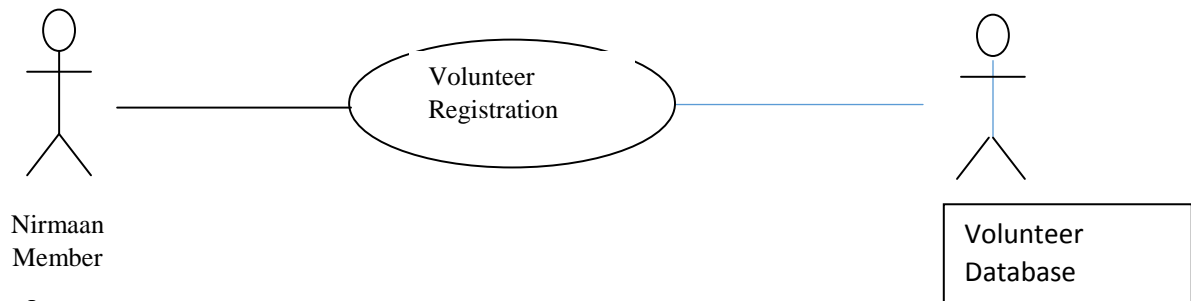 Volunteer
Registration
Nirmaan
Member
Volunteer
Database